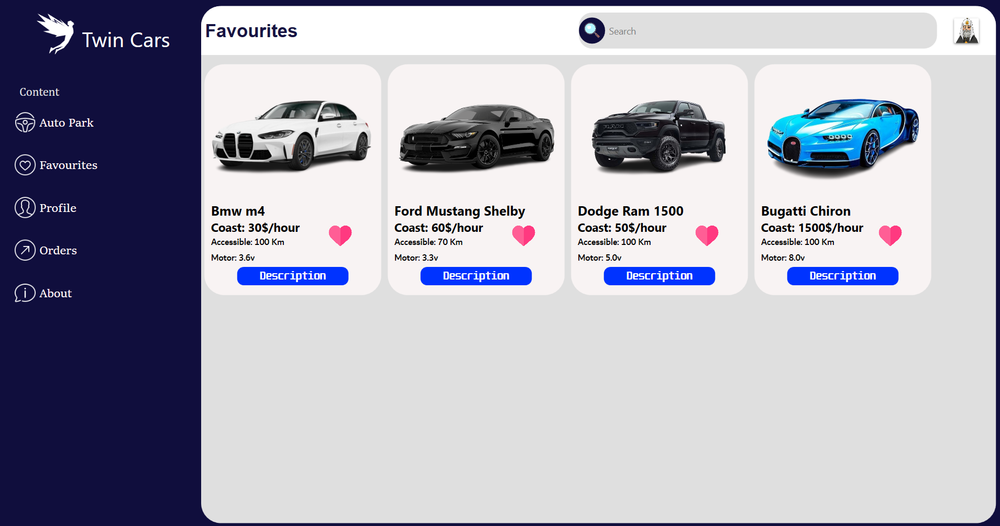 Twin Cars
Content
Auto Park
Favourites
Profile
Orders
About
Favourites
Search
Bmw m4
Coast: 30$/hour
Accessible: 100 Km
Motor: 3.6v
Description
Ford Mustang Shelby
Coast: 60$/hour
Accessible: 70 Km
Motor: 3.3v
Description
RAM
Dodge Ram 1500
Coast: 50$/hour
Accessible: 100 Km
Motor: 5.0v
Description
Bugatti Chiron
Coast: 1500$/hour
Accessible: 100 Km
Motor: 8.0v
Description